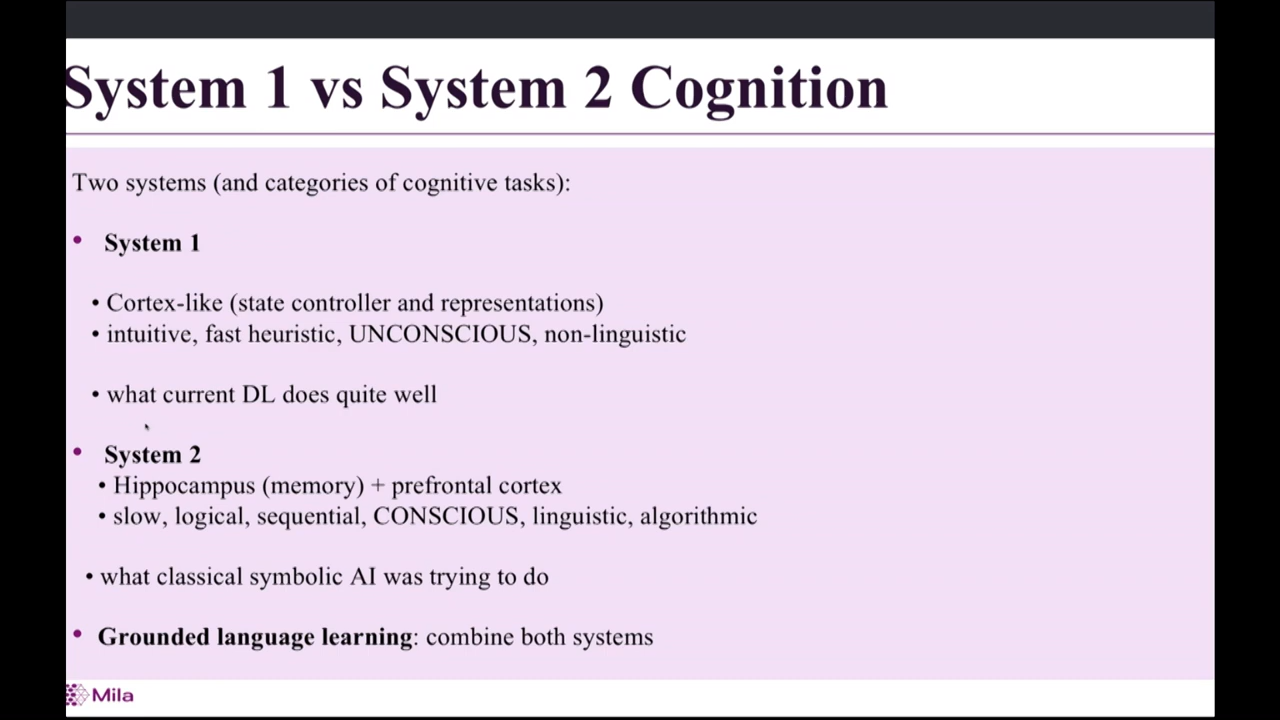 System 1 vs System 2 Cognition
Two systems (and categories of cognitive tasks):
• System 1
• Cortex-like (state controller and representations)
• intuitive, fast heuristic, UNCONSCIOUS, non-linguistic
• what current DL does quite well
• System 2
• Hippocampus (memory) + prefrontal cortex
• slow, logical, sequential, CONSCIOUS, linguistic, algorithmic
• what classical symbolic AI was trying to do
• Grounded language learning: combine both systems
Mila